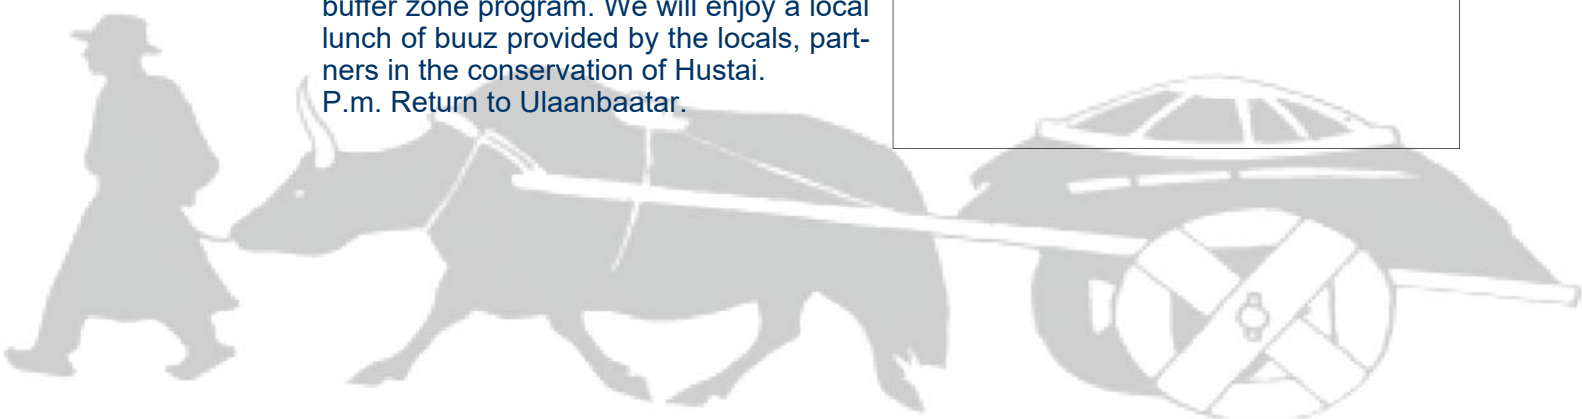 buffer zone program. We will enjoy a local
lunch of buuz provided by the locals, part-
ners in the conservation of Hustai.
P.m. Return to Ulaanbaatar.